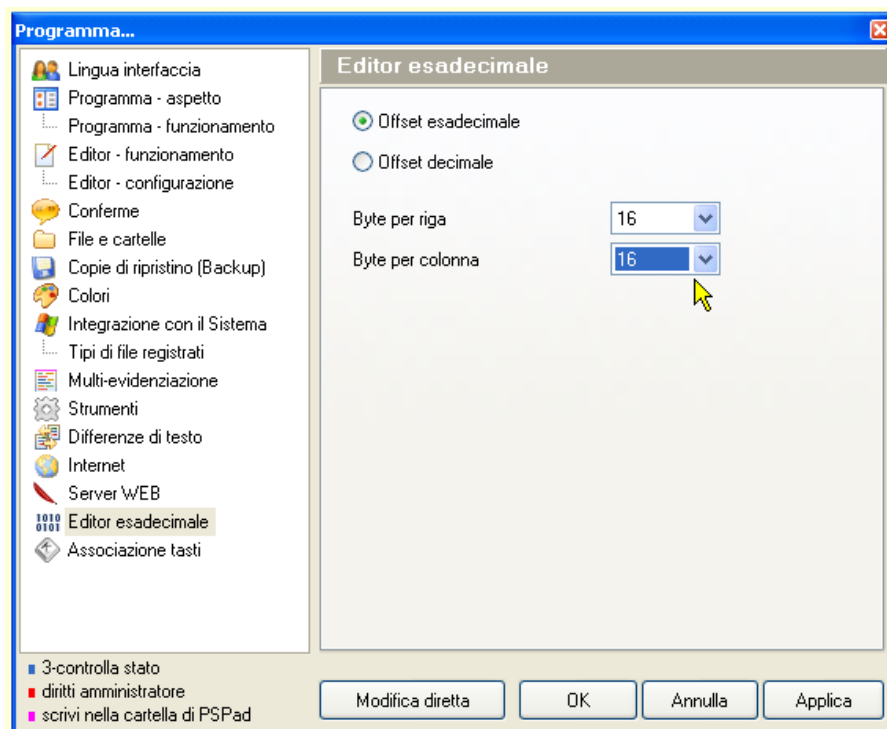 Programma...
Lingua interfaccia
Programma - aspetto
Programma - funzionamento
Editor - funzionamento
Editor - configurazione
Conferme
File e cartelle
Copie di ripristino (Backup)
Colori
Integrazione con il Sistema
Tipi di file registrati
Multi-evidenziazione
Strumenti
Differenze di testo
Internet
Server WEB
1010
0101
Editor esadecimale
Associazione tasti
3-controlla stato
diritti amministratore
scrivi nella cartella di PSPad
Editor esadecimale
Offset esadecimale
Offset decimale
Byte per riga 16
Byte per colonna 16
Modifica diretta OK Annulla Applica